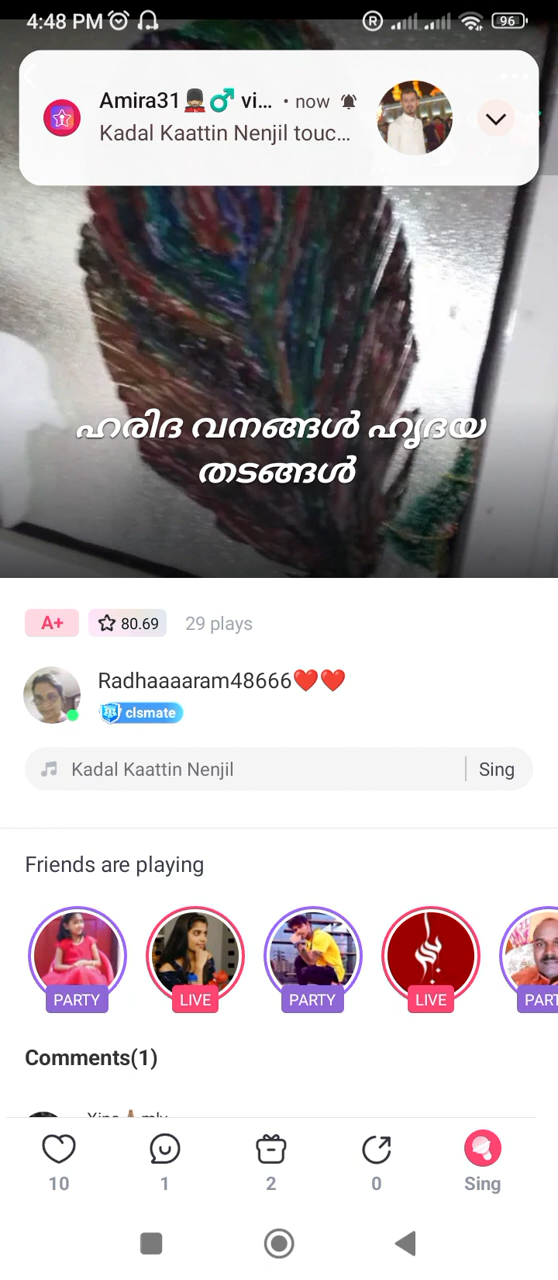 4:48 PM
R
96
Amira31💂🏿‍♂️ vi... • now
Kadal Kaattin Nenjil touc...
ഹരിദ വനങ്ങൾ ഹൃദയ
തടങ്ങൾ
A+ 80.69 29 plays
Radhaaaaram48666❤️❤️
clsmate
Kadal Kaattin Nenjil
Sing
Friends are playing
PARTY LIVE PARTY LIVE PART
Comments(1)
10 1 2 0 Sing